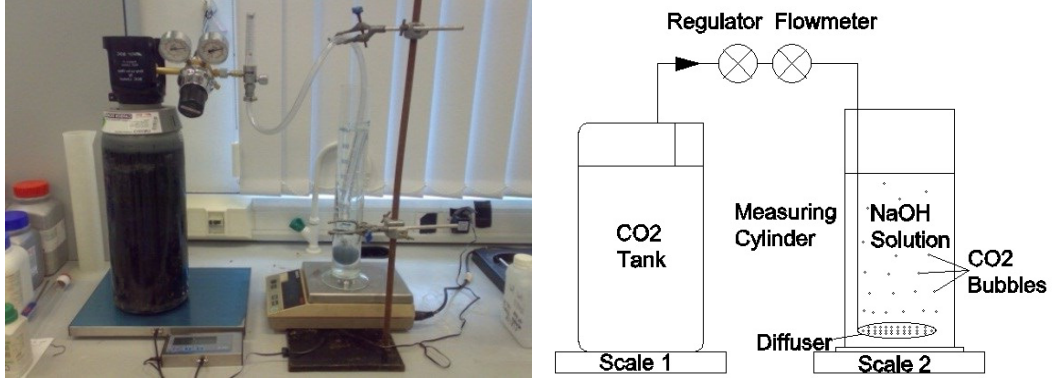 Regulator Flowmeter
CO2
Tank
Measuring
Cylinder
NaOH
Solution
CO2
Bubbles
Diffuser
Scale 1
Scale 2